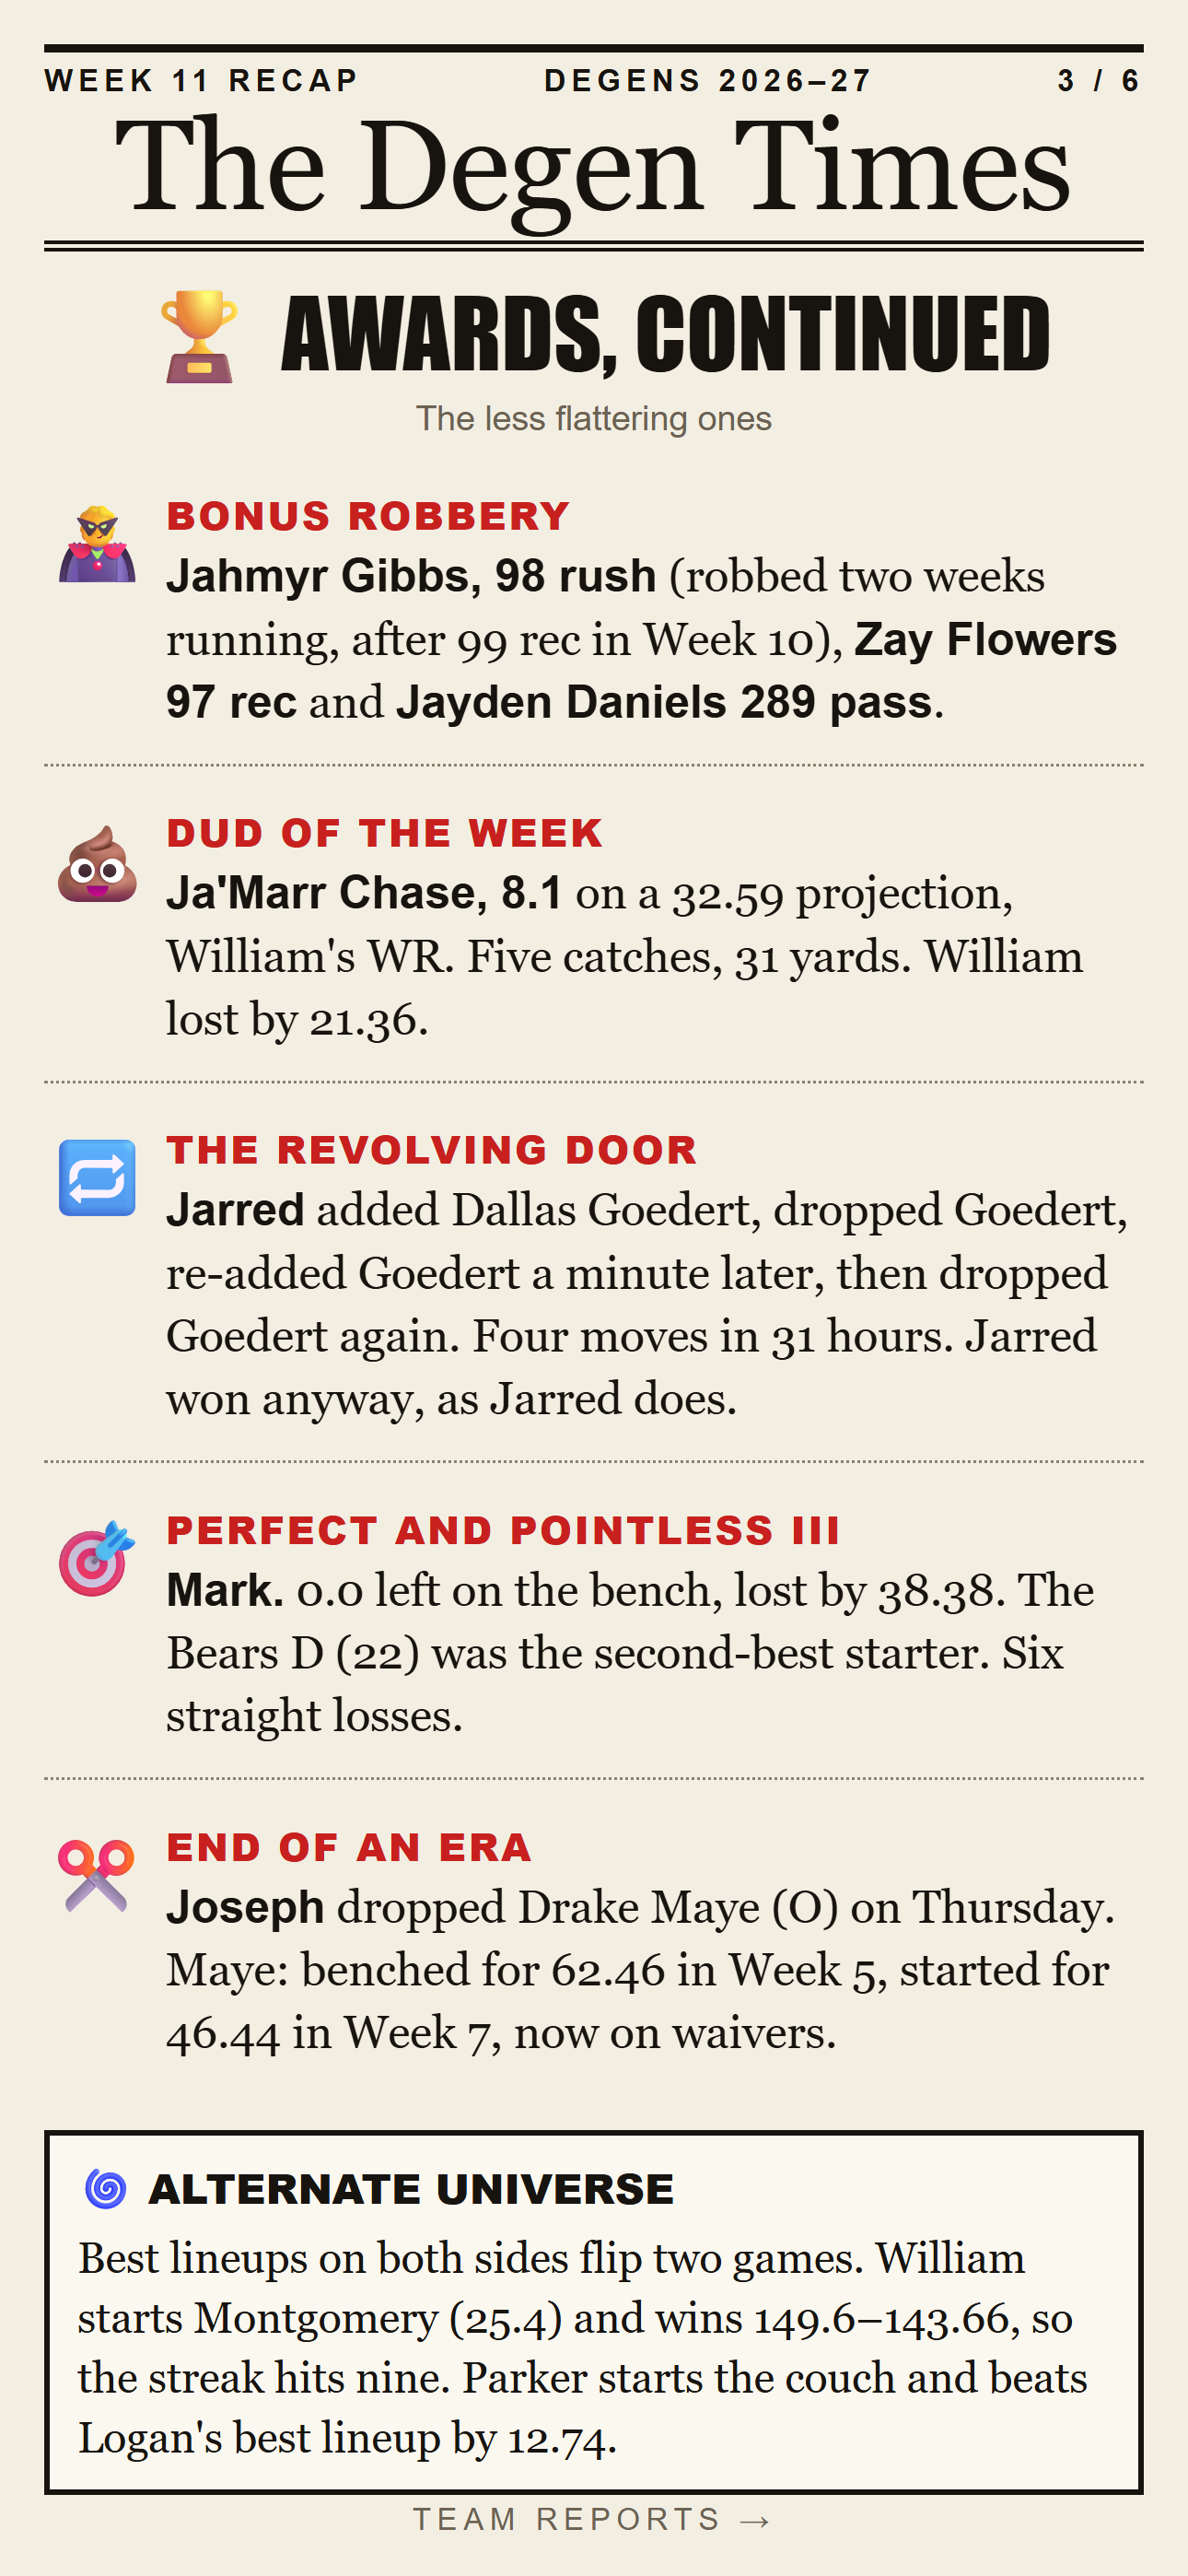 WEEK 11 RECAP DEGENS 2026–27 3 / 6
The Degen Times
AWARDS, CONTINUED
The less flattering ones
BONUS ROBBERY
Jahmyr Gibbs, 98 rush (robbed two weeks
running, after 99 rec in Week 10), Zay Flowers
97 rec and Jayden Daniels 289 pass.
DUD OF THE WEEK
Ja'Marr Chase, 8.1 on a 32.59 projection,
William's WR. Five catches, 31 yards. William
lost by 21.36.
THE REVOLVING DOOR
Jarred added Dallas Goedert, dropped Goedert,
re-added Goedert a minute later, then dropped
Goedert again. Four moves in 31 hours. Jarred
won anyway, as Jarred does.
PERFECT AND POINTLESS III
Mark. 0.0 left on the bench, lost by 38.38. The
Bears D (22) was the second-best starter. Six
straight losses.
END OF AN ERA
Joseph dropped Drake Maye (O) on Thursday.
Maye: benched for 62.46 in Week 5, started for
46.44 in Week 7, now on waivers.
ALTERNATE UNIVERSE
Best lineups on both sides flip two games. William
starts Montgomery (25.4) and wins 149.6–143.66, so
the streak hits nine. Parker starts the couch and beats
Logan's best lineup by 12.74.
TEAM REPORTS →